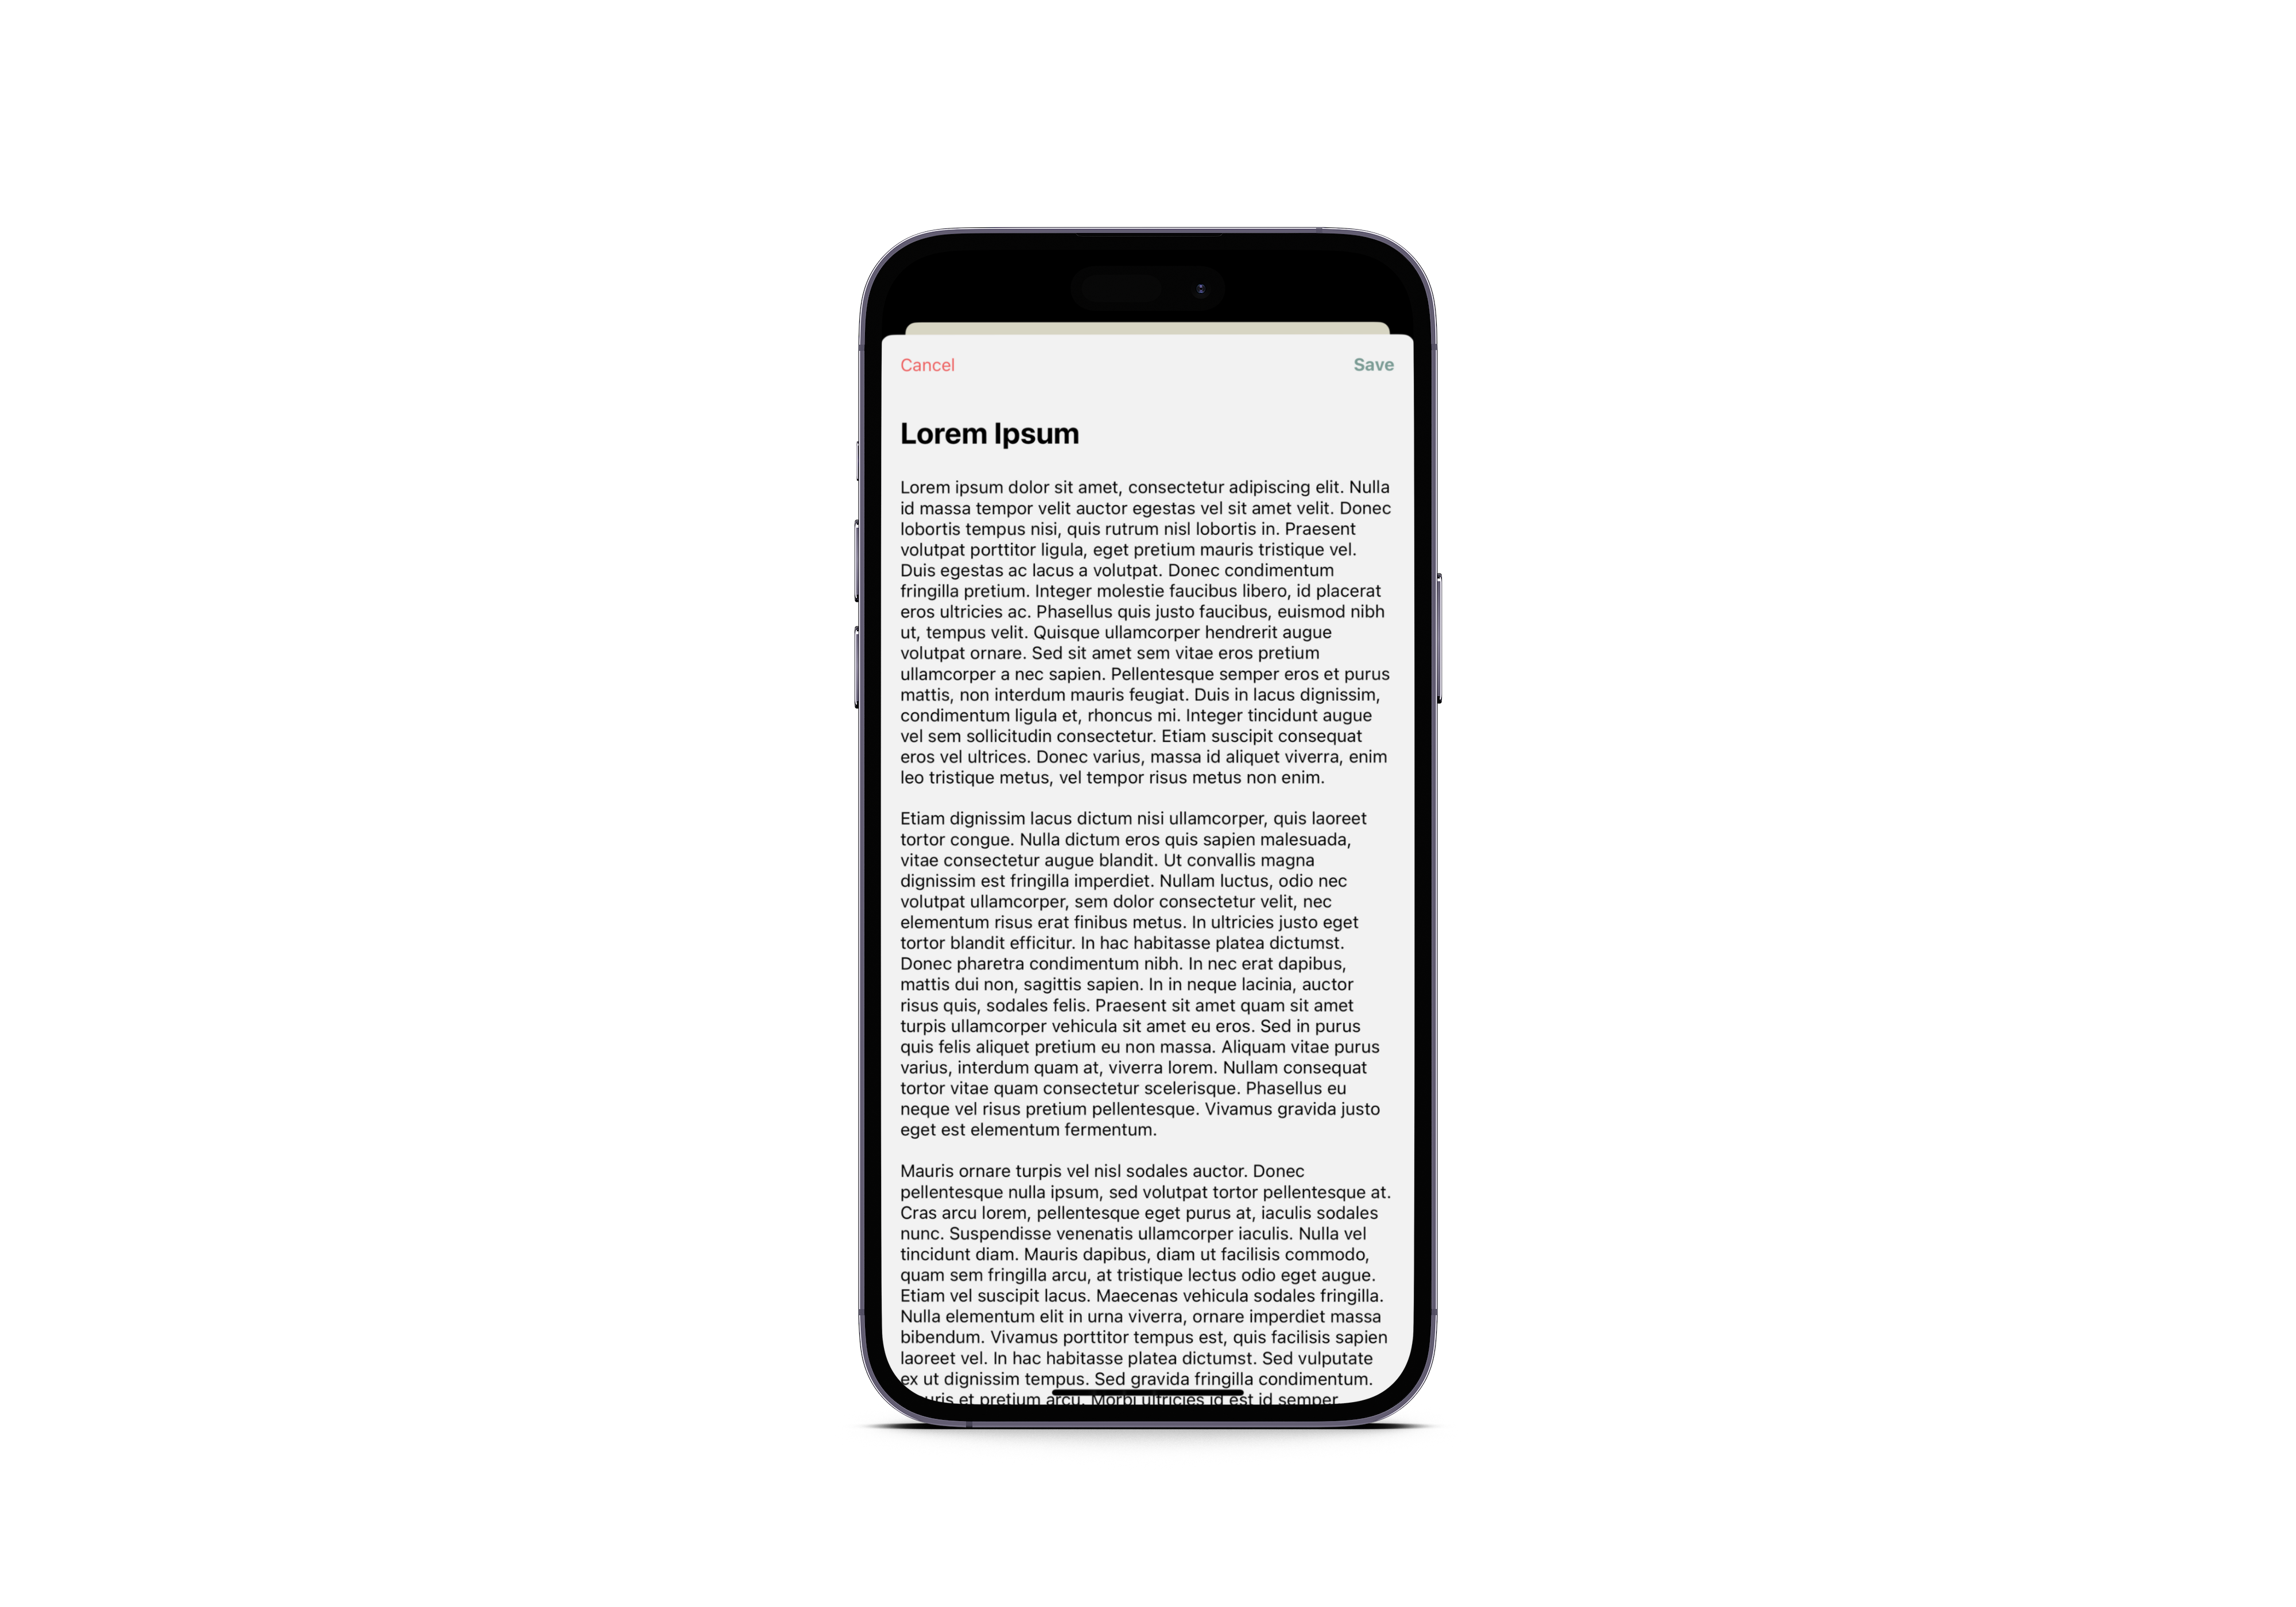 Cancel
Save
Lorem Ipsum
Lorem ipsum dolor sit amet, consectetur adipiscing elit. Nulla
id massa tempor velit auctor egestas vel sit amet velit. Donec
lobortis tempus nisi, quis rutrum nisl lobortis in. Praesent
volutpat porttitor ligula, eget pretium mauris tristique vel.
Duis egestas ac lacus a volutpat. Donec condimentum
fringilla pretium. Integer molestie faucibus libero, id placerat
eros ultricies ac. Phasellus quis justo faucibus, euismod nibh
ut, tempus velit. Quisque ullamcorper hendrerit augue
volutpat ornare. Sed sit amet sem vitae eros pretium
ullamcorper a nec sapien. Pellentesque semper eros et purus
mattis, non interdum mauris feugiat. Duis in lacus dignissim,
condimentum ligula et, rhoncus mi. Integer tincidunt augue
vel sem sollicitudin consectetur. Etiam suscipit consequat
eros vel ultrices. Donec varius, massa id aliquet viverra, enim
leo tristique metus, vel tempor risus metus non enim.
Etiam dignissim lacus dictum nisi ullamcorper, quis laoreet
tortor congue. Nulla dictum eros quis sapien malesuada,
vitae consectetur augue blandit. Ut convallis magna
dignissim est fringilla imperdiet. Nullam luctus, odio nec
volutpat ullamcorper, sem dolor consectetur velit, nec
elementum risus erat finibus metus. In ultricies justo eget
tortor blandit efficitur. In hac habitasse platea dictumst.
Donec pharetra condimentum nibh. In nec erat dapibus,
mattis dui non, sagittis sapien. In in neque lacinia, auctor
risus quis, sodales felis. Praesent sit amet quam sit amet
turpis ullamcorper vehicula sit amet eu eros. Sed in purus
quis felis aliquet pretium eu non massa. Aliquam vitae purus
varius, interdum quam at, viverra lorem. Nullam consequat
tortor vitae quam consectetur scelerisque. Phasellus eu
neque vel risus pretium pellentesque. Vivamus gravida justo
eget est elementum fermentum.
Mauris ornare turpis vel nisl sodales auctor. Donec
pellentesque nulla ipsum, sed volutpat tortor pellentesque at.
Cras arcu lorem, pellentesque eget purus at, iaculis sodales
nunc. Suspendisse venenatis ullamcorper iaculis. Nulla vel
tincidunt diam. Mauris dapibus, diam ut facilisis commodo,
quam sem fringilla arcu, at tristique lectus odio eget augue.
Etiam vel suscipit lacus. Maecenas vehicula sodales fringilla.
Nulla elementum elit in urna viverra, ornare imperdiet massa
bibendum. Vivamus porttitor tempus est, quis facilisis sapien
laoreet vel. In hac habitasse platea dictumst. Sed vulputate
ex ut dignissim tempus. Sed gravida fringilla condimentum.
et pretium arcu. Morbi ultricies id est id semper